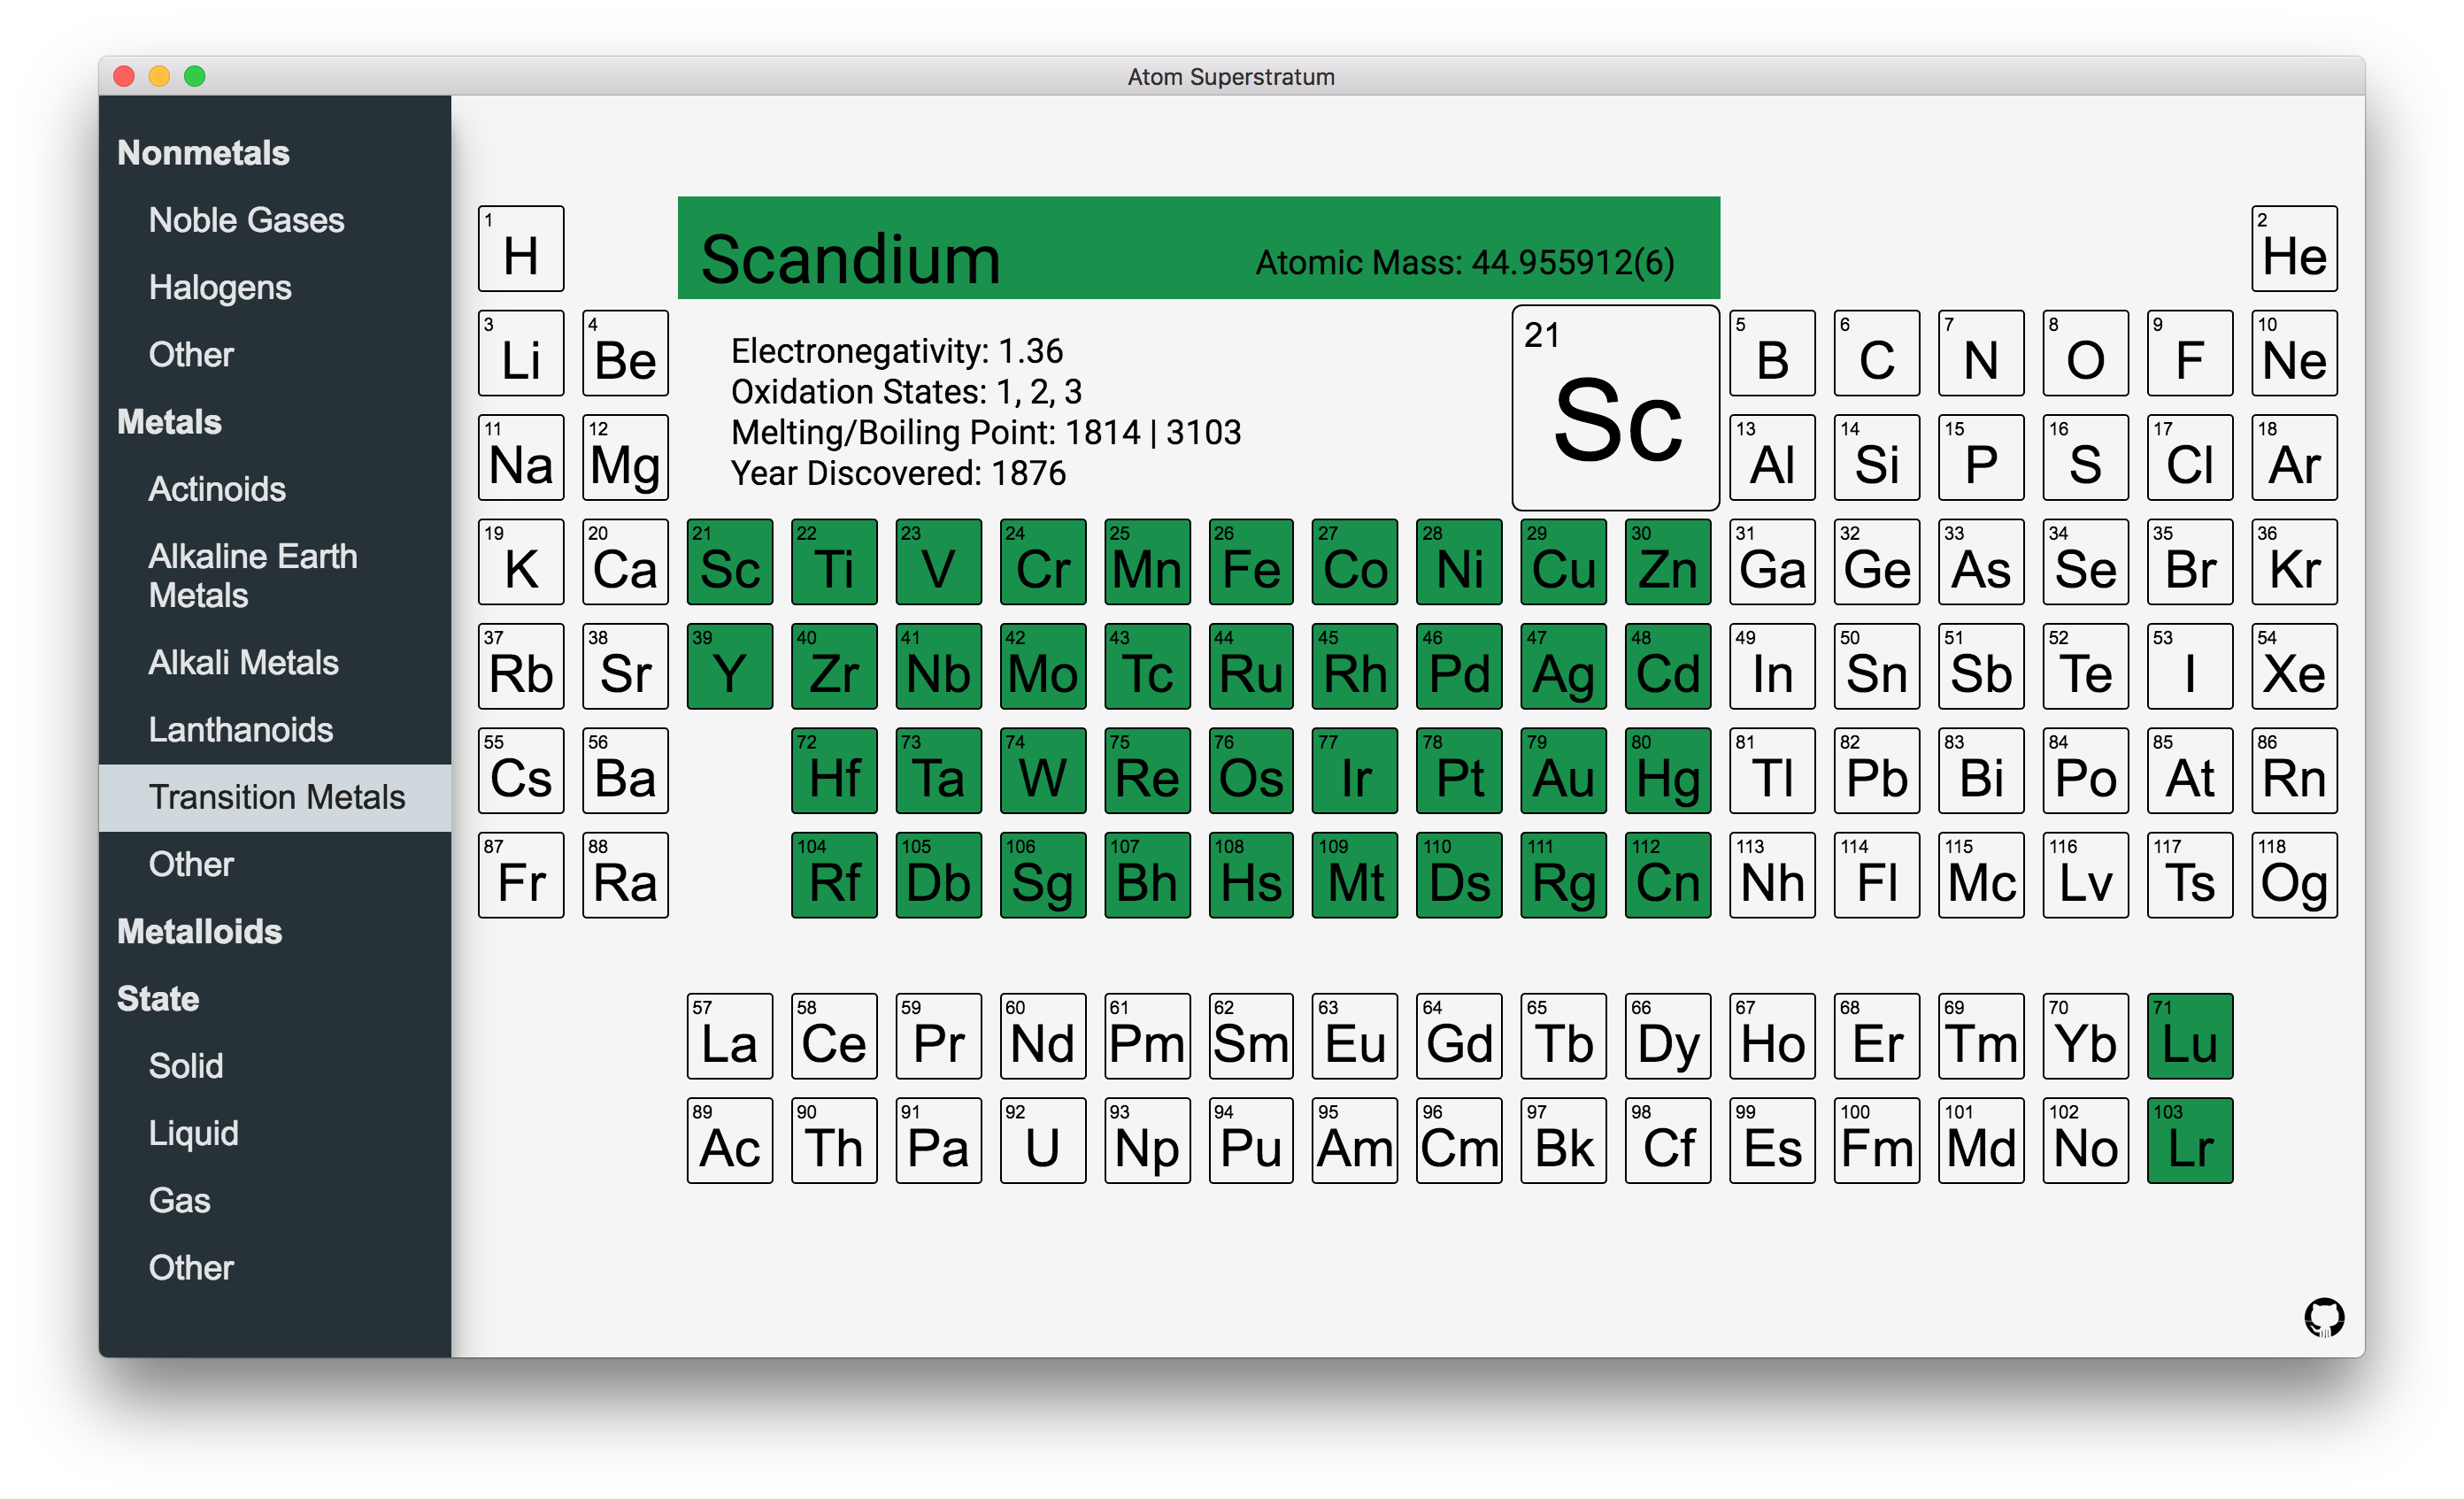 Atom Superstratum
Nonmetals
Noble Gases
Halogens
Other
Metals
Actinoids
Alkaline Earth
Metals
Alkali Metals
Lanthanoids
Transition Metals
Other
Metalloids
State
Solid
Liquid
Gas
Other
Scandium Atomic Mass: 44.955912(6)
Electronegativity: 1.36
Oxidation States: 1, 2, 3
Melting/Boiling Point: 1814 | 3103
Year Discovered: 1876
21
Sc
1 2
H He
3 4 5 6 7 8 9 10
Li Be B C N O F Ne
11 12 13 14 15 16 17 18
Na Mg Al Si P S Cl Ar
19 20 21 22 23 24 25 26 27 28 29 30 31 32 33 34 35 36
K Ca Sc Ti V Cr Mn Fe Co Ni Cu Zn Ga Ge As Se Br Kr
37 38 39 40 41 42 43 44 45 46 47 48 49 50 51 52 53 54
Rb Sr Y Zr Nb Mo Tc Ru Rh Pd Ag Cd In Sn Sb Te I Xe
55 56 72 73 74 75 76 77 78 79 80 81 82 83 84 85 86
Cs Ba Hf Ta W Re Os Ir Pt Au Hg Tl Pb Bi Po At Rn
87 88 104 105 106 107 108 109 110 111 112 113 114 115 116 117 118
Fr Ra Rf Db Sg Bh Hs Mt Ds Rg Cn Nh Fl Mc Lv Ts Og
57 58 59 60 61 62 63 64 65 66 67 68 69 70 71
La Ce Pr Nd Pm Sm Eu Gd Tb Dy Ho Er Tm Yb Lu
89 90 91 92 93 94 95 96 97 98 99 100 101 102 103
Ac Th Pa U Np Pu Am Cm Bk Cf Es Fm Md No Lr